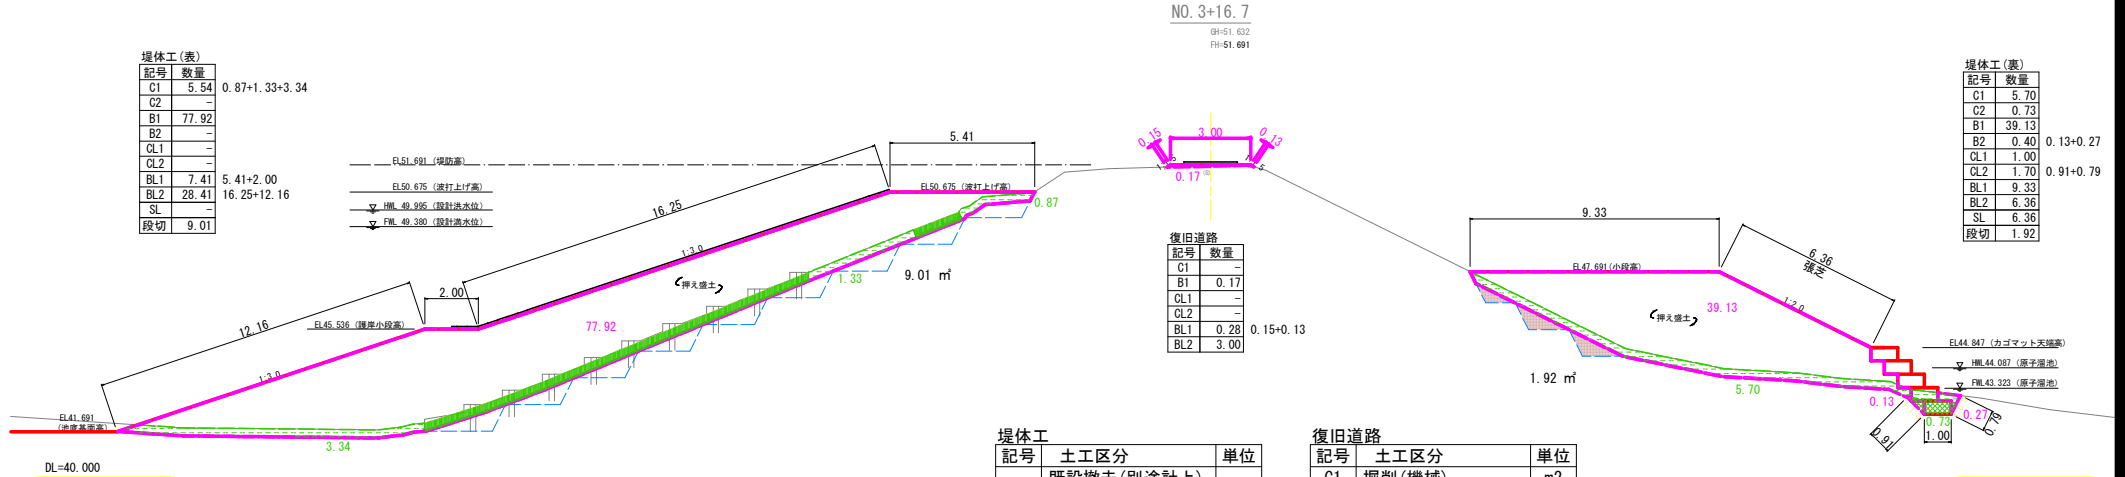 NO. 3+16.7
GH=51.632
FH=51.691
堤体工(表)
記号 数量
C1 5.54 0.87+1.33+3.34
C2 -
B1 77.92
B2 -
CL1 -
CL2 -
BL1 7.41 5.41+2.00
BL2 28.41 16.25+12.16
SL -
段切 9.01
堤体工(裏)
記号 数量
C1 5.70
C2 0.73
B1 39.13
B2 0.40 0.13+0.27
CL1 1.00
CL2 1.70 0.91+0.79
BL1 9.33
BL2 6.36
SL 6.36
段切 1.92
EL51.691 (堤防高)
EL50.675 (波打上げ高)
HWL 49.995 (設計洪水位)
FWL 49.380 (設計満水位)
5.41
EL50.675 (波打上げ高)
0.87
16.25
1:3.0
2.00
12.16
EL45.536 (護岸小段高)
1:3.0
押え盛土
77.92
1.33
9.01 ㎡
EL41.691
(池底基面高)
3.34
DL=40.000
0.15
3.00
0.13
0.17
復旧道路
記号 数量
C1 -
B1 0.17
CL1 -
CL2 -
BL1 0.28 0.15+0.13
BL2 3.00
9.33
EL47.691(小段高)
6.36
張芝
1:2.0
押え盛土
39.13
EL44.847 (カゴマット天端高)
HWL44.087 (原子溜池)
FWL43.323 (原子溜池)
1.92 ㎡
5.70
0.13
0.73
0.27
0.79
0.91
1.00
堤体工
記号 土工区分 単位
既設撤去(別途計上)
復旧道路
記号 土工区分 単位
C1 掘削(機械) m2